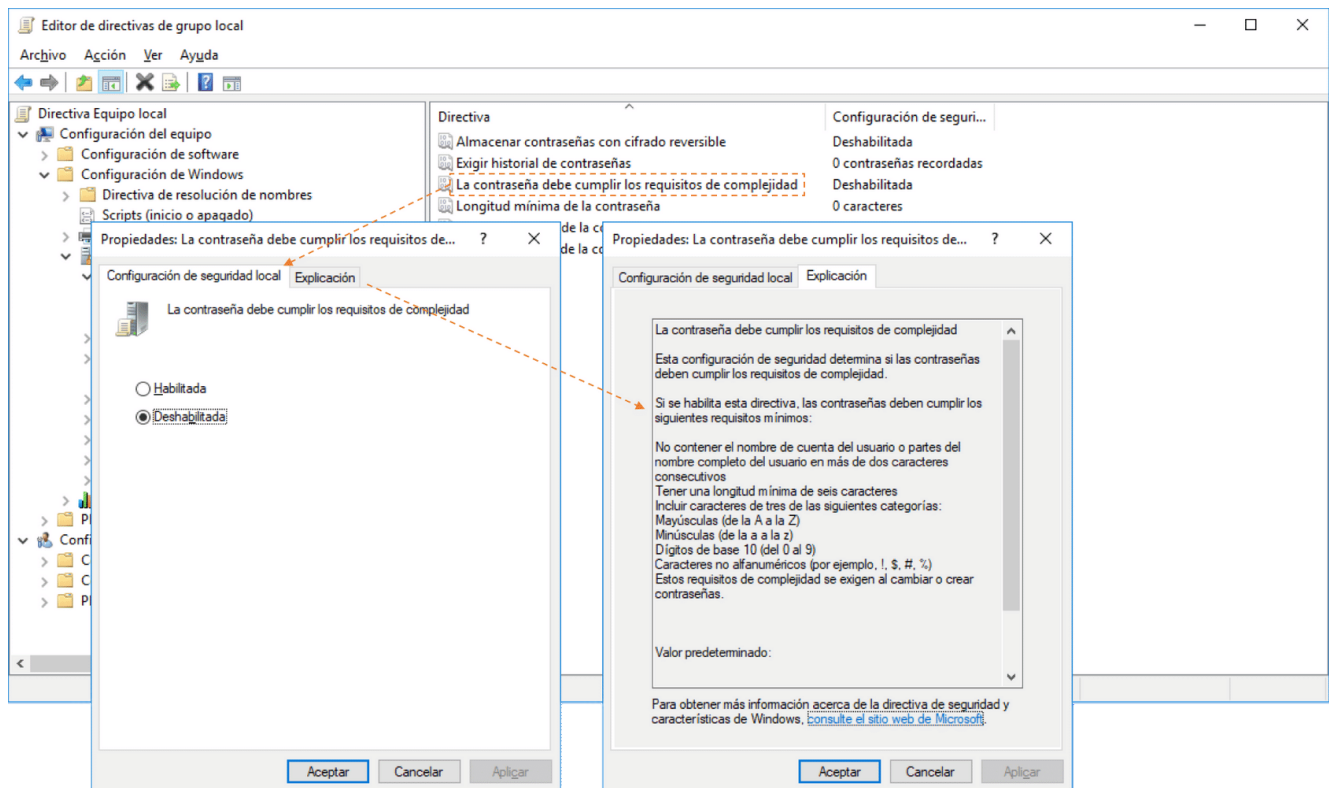 Editor de directivas de grupo local
Archivo Acción Ver Ayuda
Directiva Equipo local
Configuración del equipo
Configuración de software
Configuración de Windows
Directiva de resolución de nombres
Scripts (inicio o apagado)
Pl
Confi
C
C
Pl
Directiva Configuración de seguri...
Almacenar contraseñas con cifrado reversible Deshabilitada
Exigir historial de contraseñas 0 contraseñas recordadas
La contraseña debe cumplir los requisitos de complejidad Deshabilitada
Longitud mínima de la contraseña 0 caracteres
de la co
de la co
Propiedades: La contraseña debe cumplir los requisitos de... ?
Configuración de seguridad local Explicación
La contraseña debe cumplir los requisitos de complejidad
Habilitada
Deshabilitada
Aceptar Cancelar Aplicar
Propiedades: La contraseña debe cumplir los requisitos de... ?
Configuración de seguridad local Explicación
La contraseña debe cumplir los requisitos de complejidad
Esta configuración de seguridad determina si las contraseñas
deben cumplir los requisitos de complejidad.
Si se habilita esta directiva, las contraseñas deben cumplir los
siguientes requisitos mínimos:
No contener el nombre de cuenta del usuario o partes del
nombre completo del usuario en más de dos caracteres
consecutivos
Tener una longitud mínima de seis caracteres
Incluir caracteres de tres de las siguientes categorías:
Mayúsculas (de la A a la Z)
Minúsculas (de la a a la z)
Dígitos de base 10 (del 0 al 9)
Caracteres no alfanuméricos (por ejemplo, !, $, #, %)
Estos requisitos de complejidad se exigen al cambiar o crear
contraseñas.
Valor predeterminado:
Para obtener más información acerca de la directiva de seguridad y
características de Windows, consulte el sitio web de Microsoft.
Aceptar Cancelar Aplicar